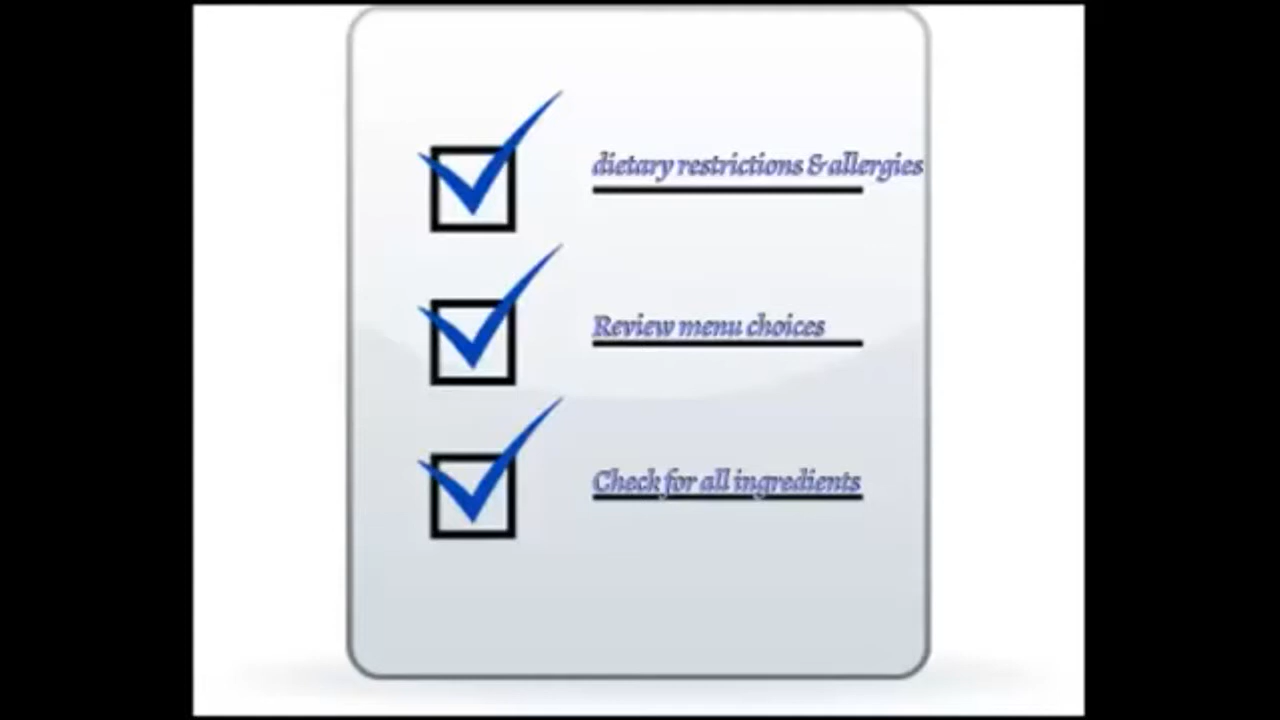 dietary restrictions & allergies
Review menu choices
Check for all ingredients